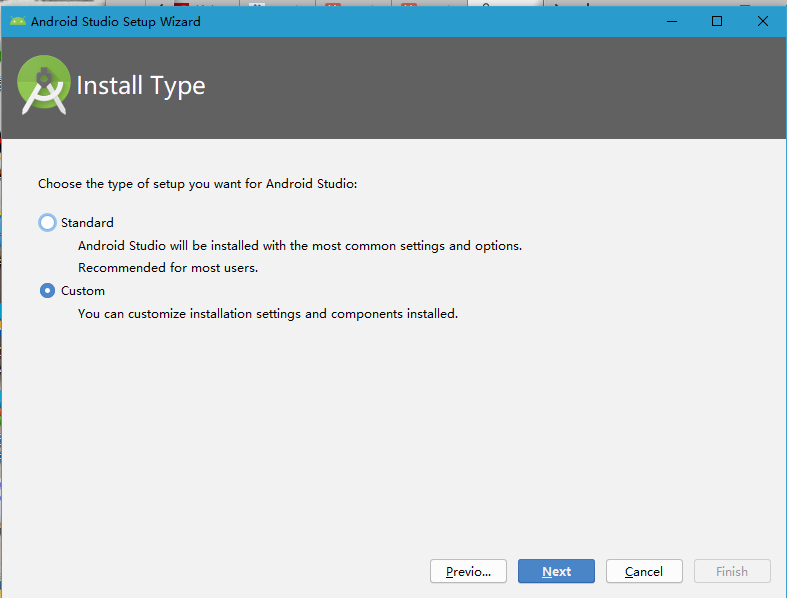 Android Studio Setup Wizard
Install Type
Choose the type of setup you want for Android Studio:
Standard
Android Studio will be installed with the most common settings and options.
Recommended for most users.
Custom
You can customize installation settings and components installed.
Previo... Next Cancel Finish